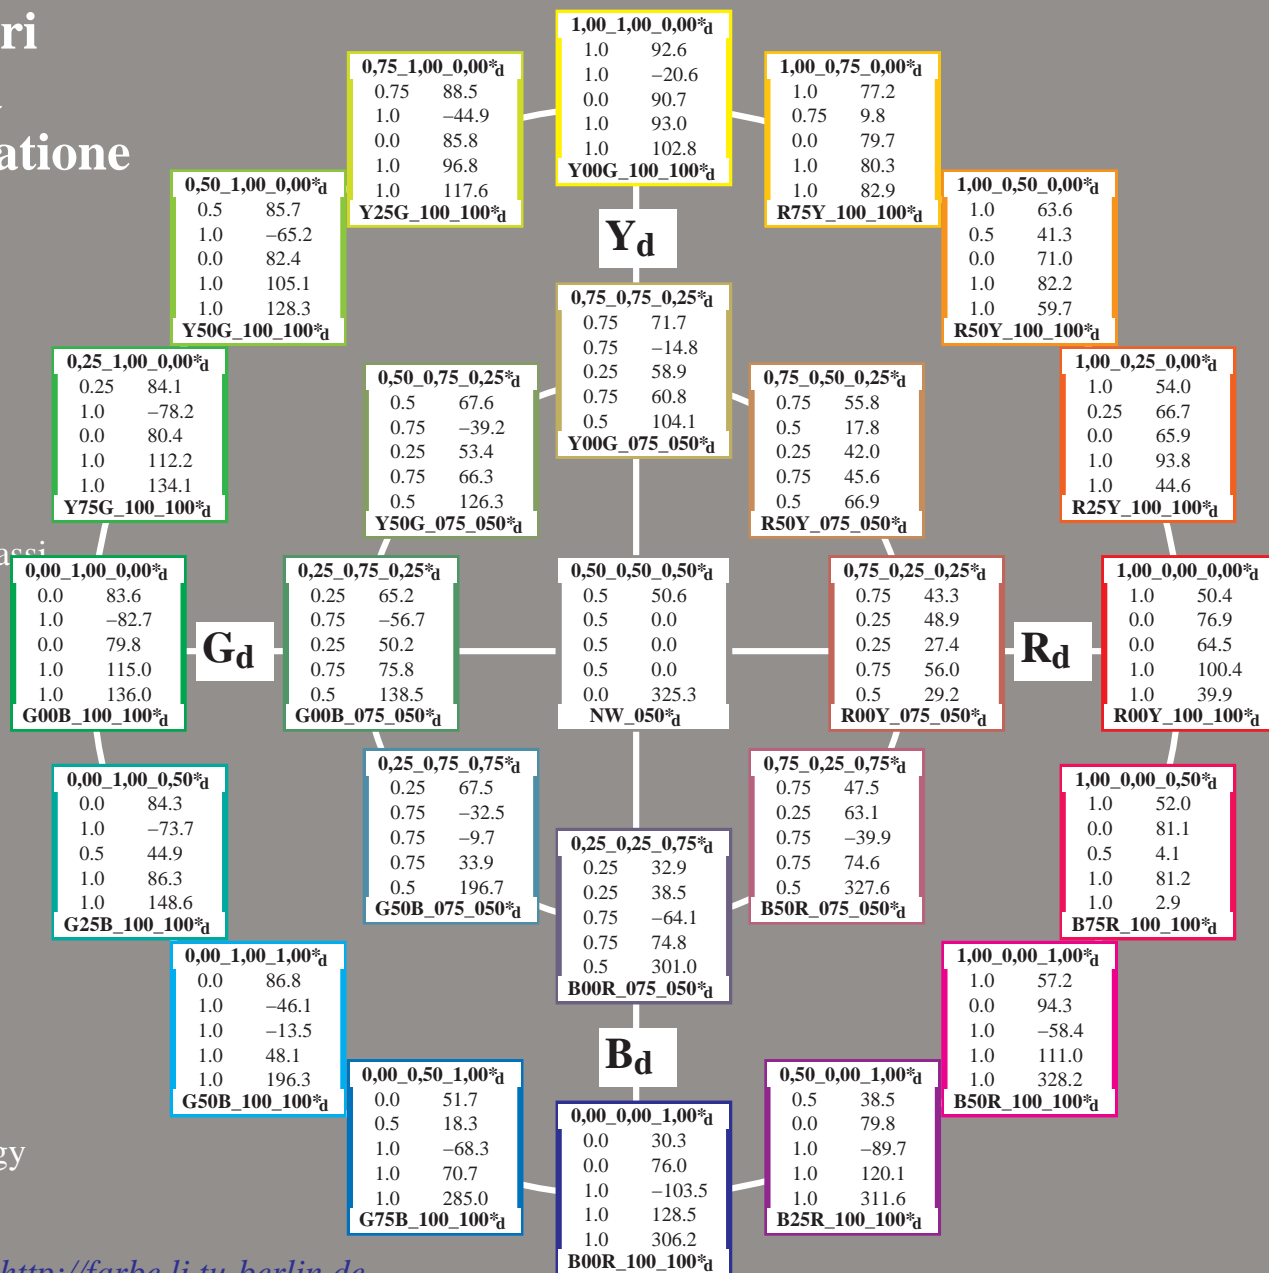 ri
atione
1,00_1,00_0,00*d
1.0 92.6
1.0 −20.6
0.0 90.7
1.0 93.0
1.0 102.8
Y00G_100_100*d
0,75_1,00_0,00*d
0.75 88.5
1.0 −44.9
0.0 85.8
1.0 96.8
1.0 117.6
Y25G_100_100*d
1,00_0,75_0,00*d
1.0 77.2
0.75 9.8
0.0 79.7
1.0 80.3
1.0 82.9
R75Y_100_100*d
0,50_1,00_0,00*d
0.5 85.7
1.0 −65.2
0.0 82.4
1.0 105.1
1.0 128.3
Y50G_100_100*d
1,00_0,50_0,00*d
1.0 63.6
0.5 41.3
0.0 71.0
1.0 82.2
1.0 59.7
R50Y_100_100*d
Yd
0,75_0,75_0,25*d
0.75 71.7
0.75 −14.8
0.25 58.9
0.75 60.8
0.5 104.1
Y00G_075_050*d
0,25_1,00_0,00*d
0.25 84.1
1.0 −78.2
0.0 80.4
1.0 112.2
1.0 134.1
Y75G_100_100*d
0,50_0,75_0,25*d
0.5 67.6
0.75 −39.2
0.25 53.4
0.75 66.3
0.5 126.3
Y50G_075_050*d
0,75_0,50_0,25*d
0.75 55.8
0.5 17.8
0.25 42.0
0.75 45.6
0.5 66.9
R50Y_075_050*d
1,00_0,25_0,00*d
1.0 54.0
0.25 66.7
0.0 65.9
1.0 93.8
1.0 44.6
R25Y_100_100*d
assi
0,00_1,00_0,00*d
0.0 83.6
1.0 −82.7
0.0 79.8
1.0 115.0
1.0 136.0
G00B_100_100*d
Gd
0,25_0,75_0,25*d
0.25 65.2
0.75 −56.7
0.25 50.2
0.75 75.8
0.5 138.5
G00B_075_050*d
0,50_0,50_0,50*d
0.5 50.6
0.5 0.0
0.5 0.0
0.5 0.0
0.0 325.3
NW_050*d
0,75_0,25_0,25*d
0.75 43.3
0.25 48.9
0.25 27.4
0.75 56.0
0.5 29.2
R00Y_075_050*d
Rd
1,00_0,00_0,00*d
1.0 50.4
0.0 76.9
0.0 64.5
1.0 100.4
1.0 39.9
R00Y_100_100*d
0,00_1,00_0,50*d
0.0 84.3
1.0 −73.7
0.5 44.9
1.0 86.3
1.0 148.6
G25B_100_100*d
0,25_0,75_0,75*d
0.25 67.5
0.75 −32.5
0.75 −9.7
0.75 33.9
0.5 196.7
G50B_075_050*d
0,75_0,25_0,75*d
0.75 47.5
0.25 63.1
0.75 −39.9
0.75 74.6
0.5 327.6
B50R_075_050*d
1,00_0,00_0,50*d
1.0 52.0
0.0 81.1
0.5 4.1
1.0 81.2
1.0 2.9
B75R_100_100*d
0,25_0,25_0,75*d
0.25 32.9
0.25 38.5
0.75 −64.1
0.75 74.8
0.5 301.0
B00R_075_050*d
0,00_1,00_1,00*d
0.0 86.8
1.0 −46.1
1.0 −13.5
1.0 48.1
1.0 196.3
G50B_100_100*d
1,00_0,00_1,00*d
1.0 57.2
0.0 94.3
1.0 −58.4
1.0 111.0
1.0 328.2
B50R_100_100*d
Bd
0,00_0,50_1,00*d
0.0 51.7
0.5 18.3
1.0 −68.3
1.0 70.7
1.0 285.0
G75B_100_100*d
0,50_0,00_1,00*d
0.5 38.5
0.0 79.8
1.0 −89.7
1.0 120.1
1.0 311.6
B25R_100_100*d
0,00_0,00_1,00*d
0.0 30.3
0.0 76.0
1.0 −103.5
1.0 128.5
1.0 306.2
B00R_100_100*d
gy
http://farbe.li.tu-berlin.de